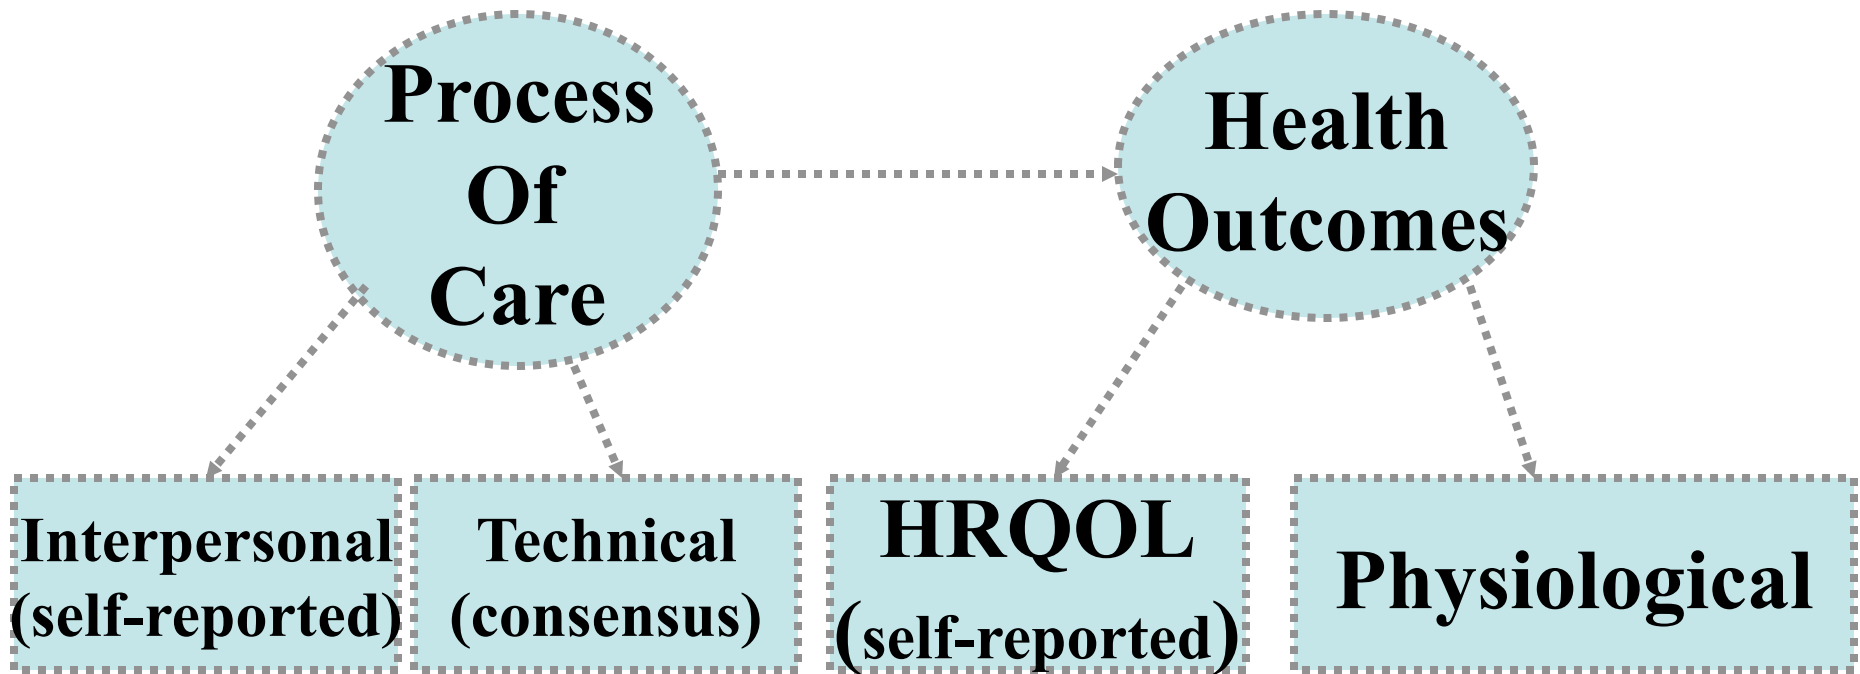 Process
Of
Care
Health
Outcomes
Interpersonal
(self-reported)
Technical
(consensus)
HRQOL
(self-reported)
Physiological